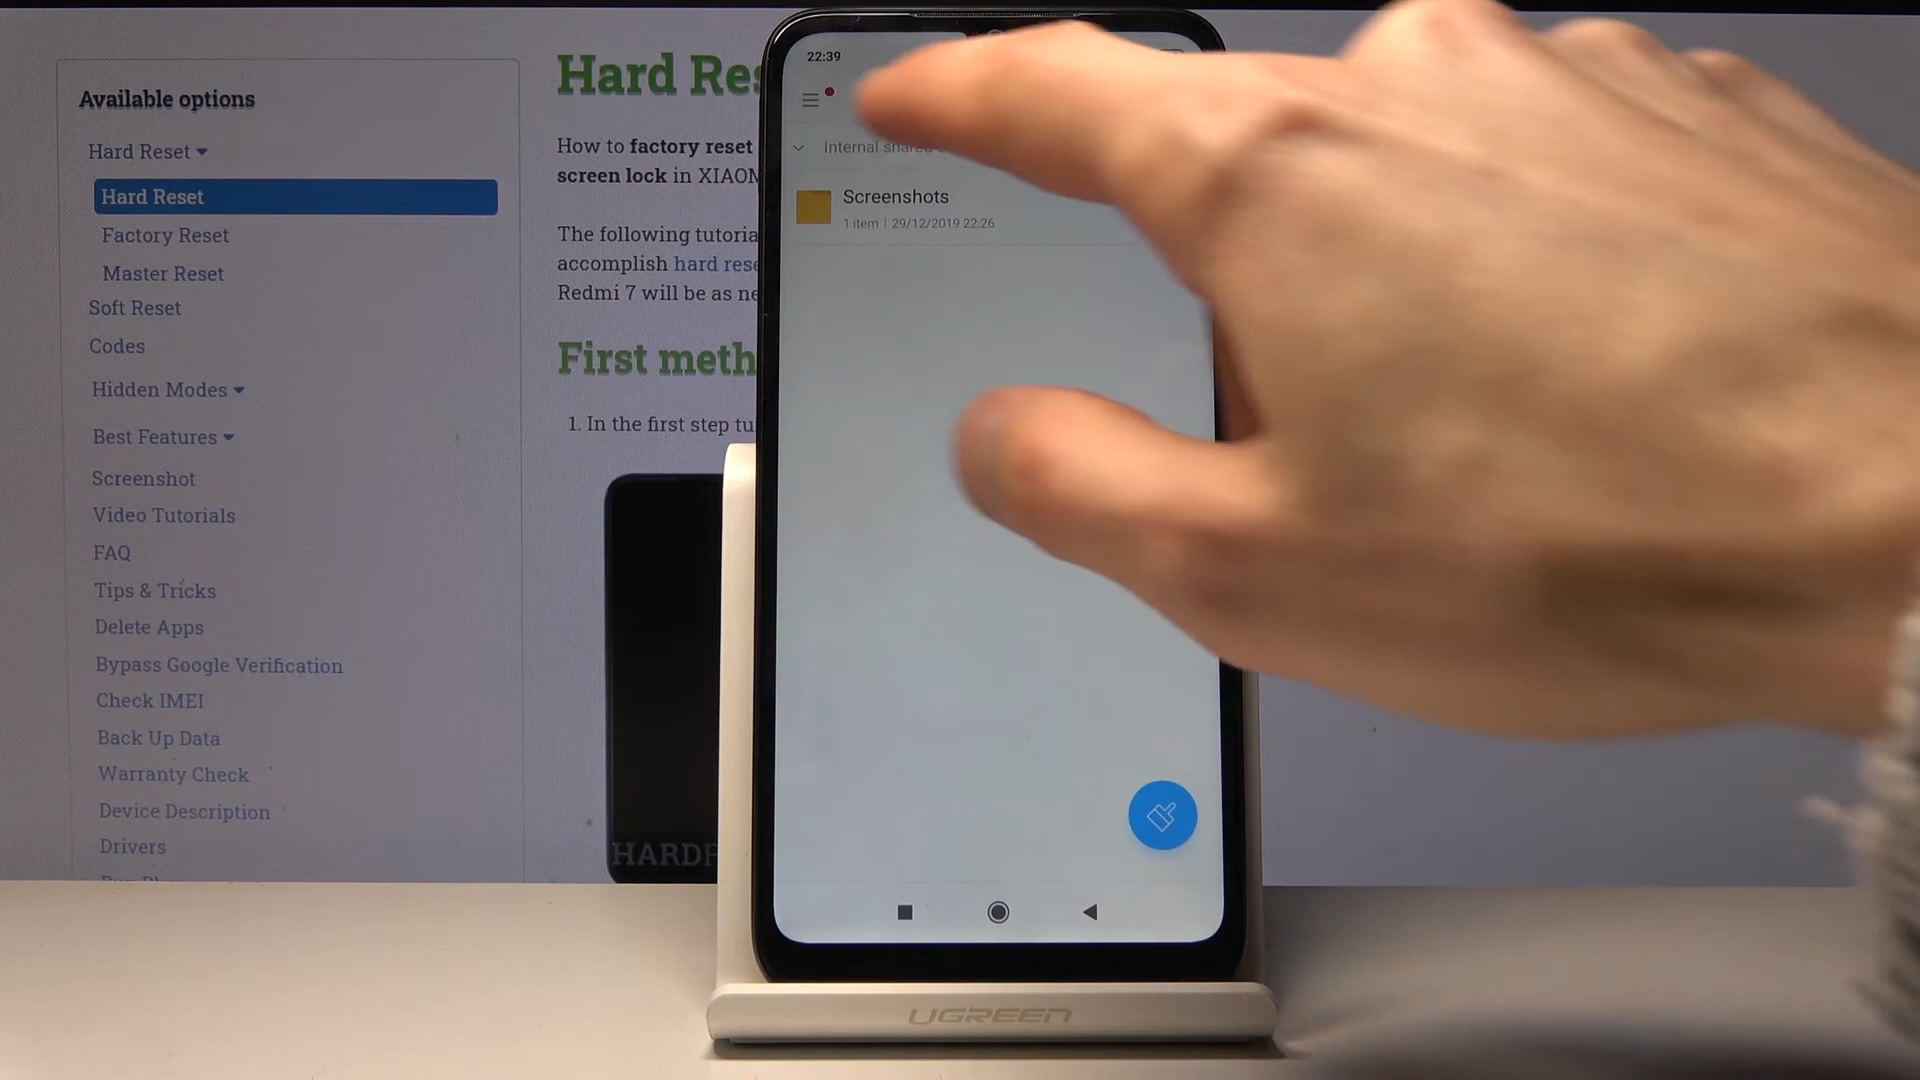 Available options
Hard Reset
Hard Reset
Factory Reset
Master Reset
Soft Reset
Codes
Hidden Modes
Best Features
Screenshot
Video Tutorials
FAQ
Tips & Tricks
Delete Apps
Bypass Google Verification
Check IMEI
Back Up Data
Warranty Check
Device Description
Drivers
Hard Res
How to factory reset
screen lock in XIAOM
The following tutoria
accomplish hard rese
Redmi 7 will be as ne
First meth
1. In the first step tu
HARDR
22:39
Internal shared
Screenshots
1 item | 29/12/2019 22:26
UGREEN